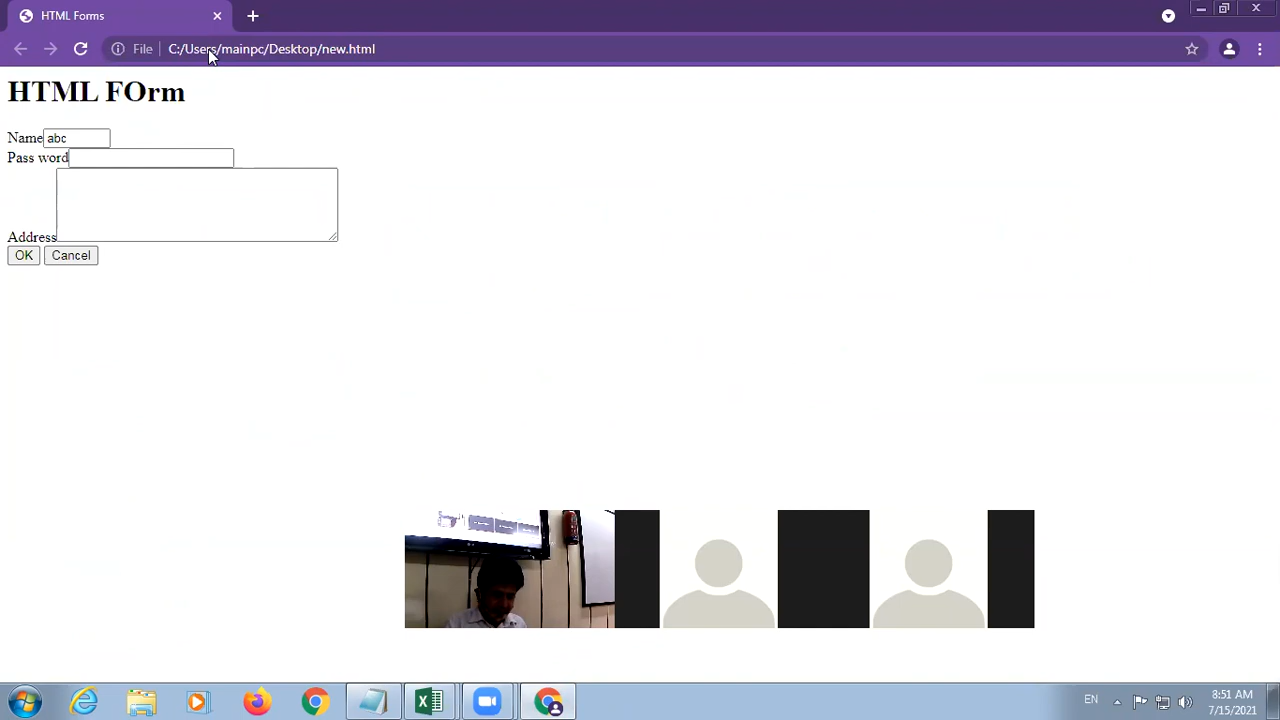 HTML Forms
File
C:/Users/mainpc/Desktop/new.html
HTML FOrm
Name abc
Pass word
Address
OK Cancel
EN
8:51 AM
7/15/2021